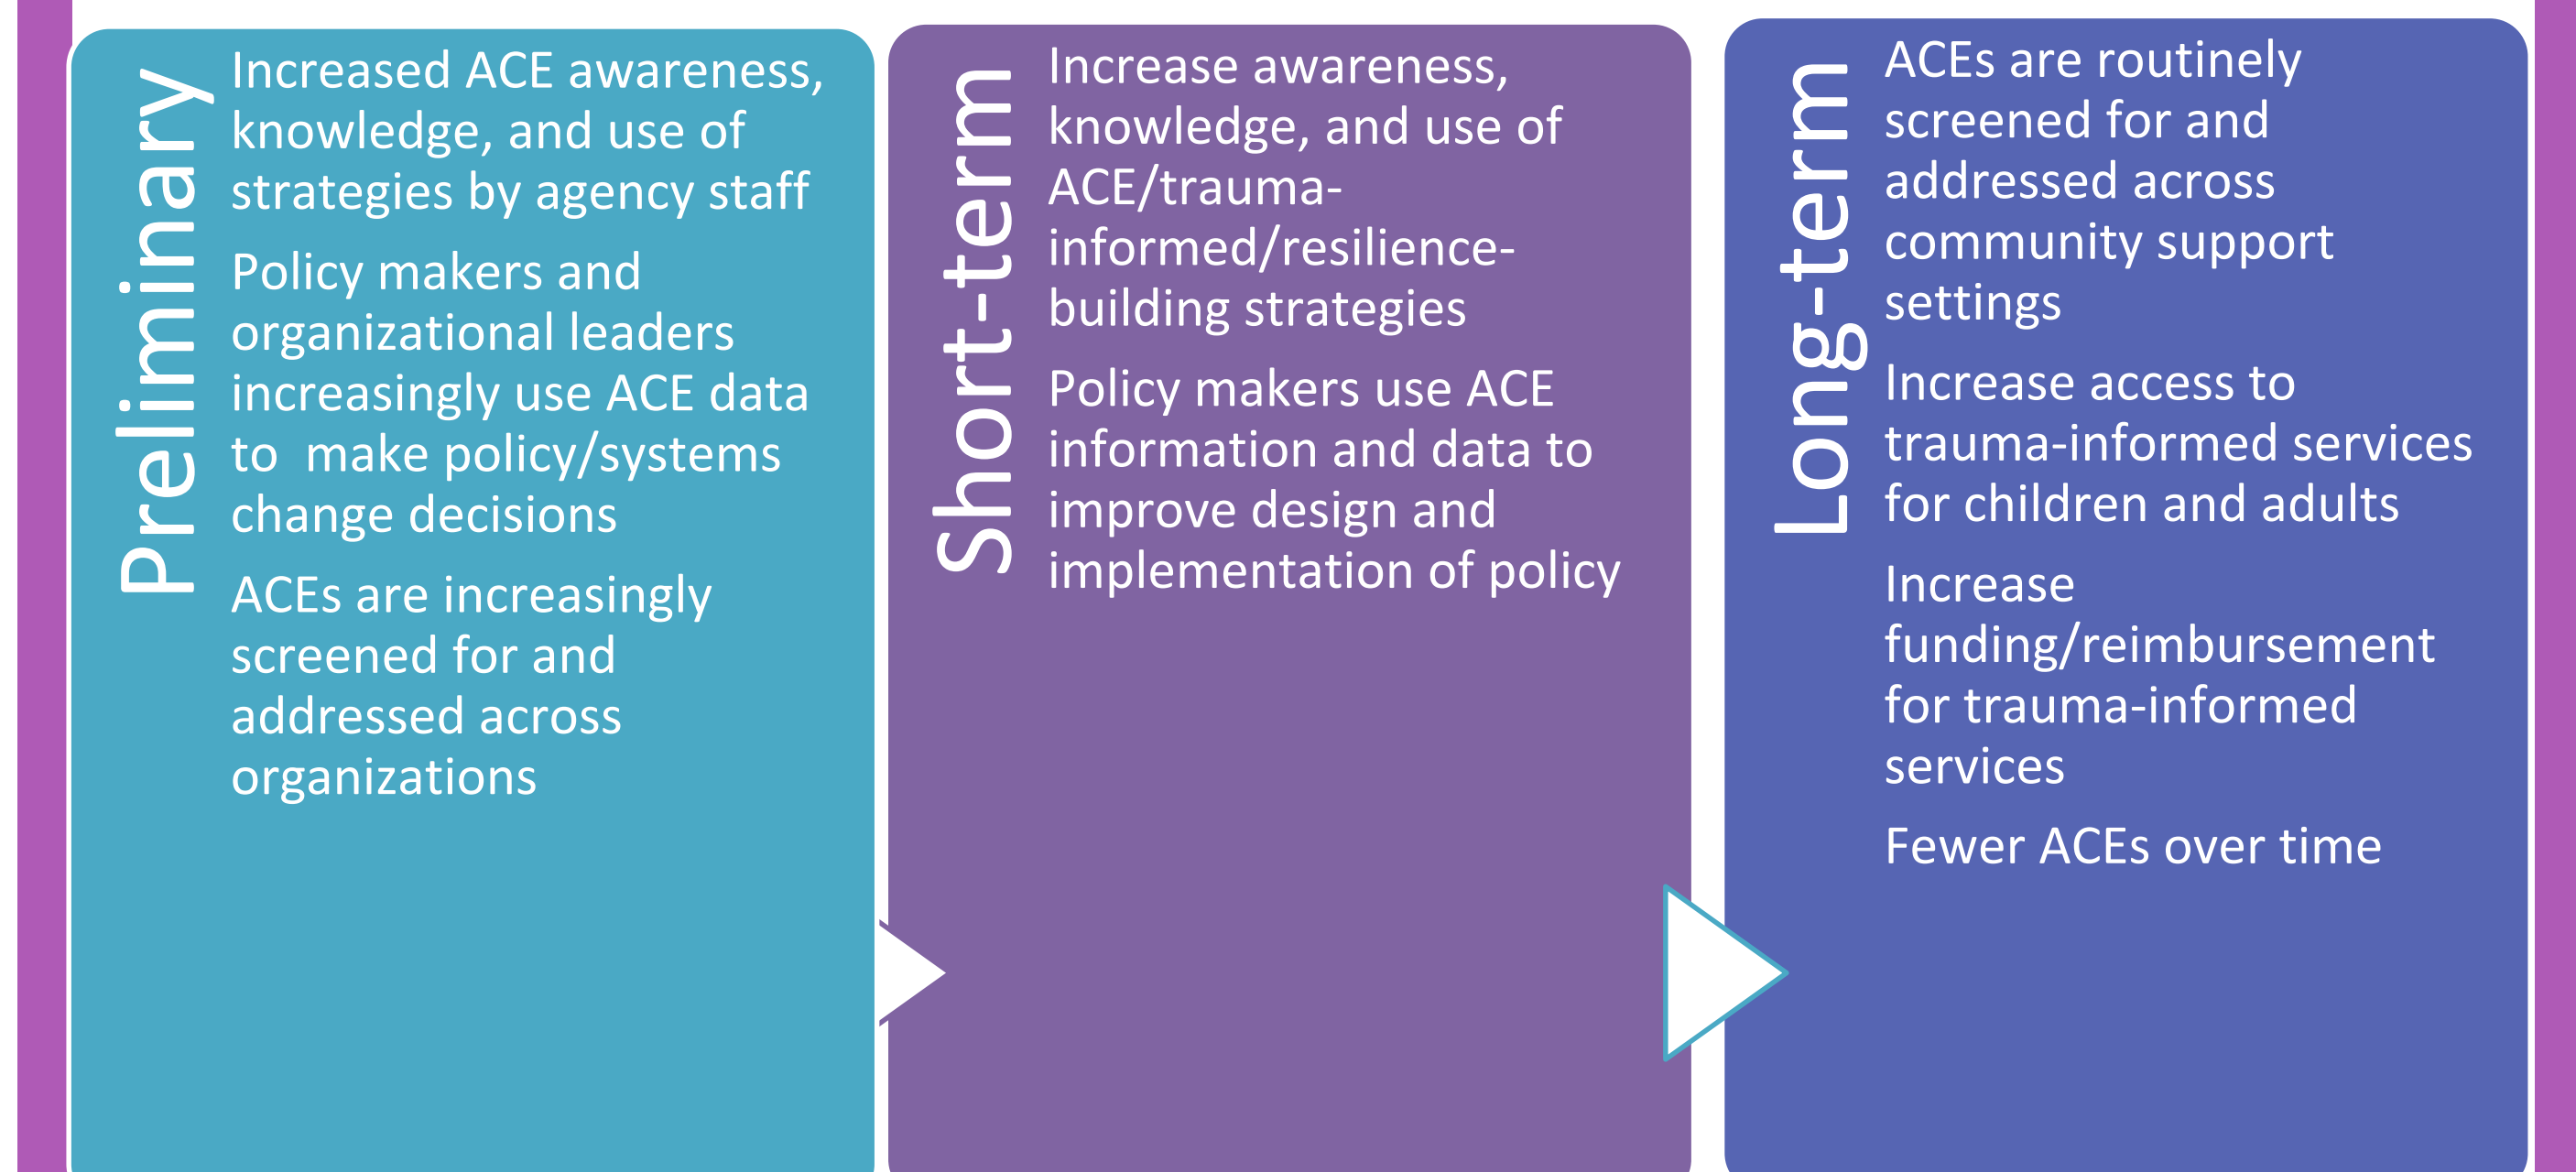 Preliminary
Increased ACE awareness,
knowledge, and use of
strategies by agency staff
Policy makers and
organizational leaders
increasingly use ACE data
to  make policy/systems
change decisions
ACEs are increasingly
screened for and
addressed across
organizations
Short-term
Increase awareness,
knowledge, and use of
ACE/trauma-
informed/resilience-
building strategies
Policy makers use ACE
information and data to
improve design and
implementation of policy
Long-term
ACEs are routinely
screened for and
addressed across
community support
settings
Increase access to
trauma-informed services
for children and adults
Increase
funding/reimbursement
for trauma-informed
services
Fewer ACEs over time